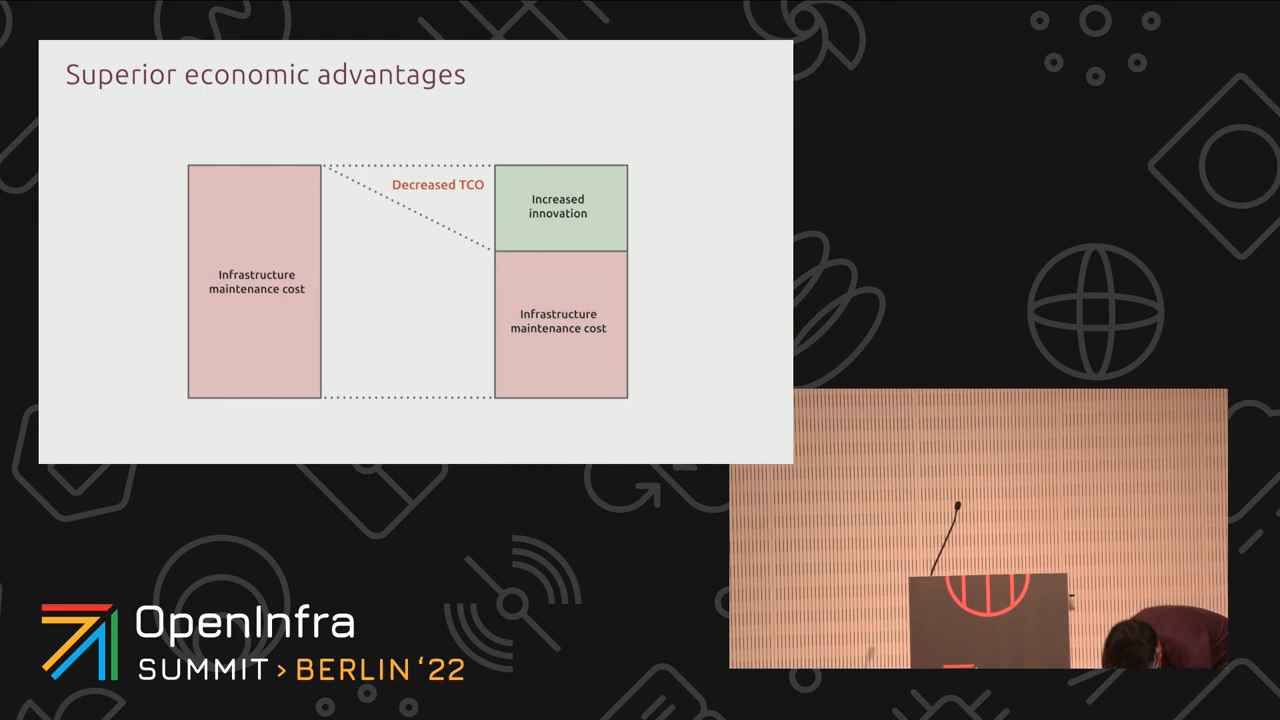 Superior economic advantages
Decreased TCO
Infrastructure
maintenance cost
Increased
innovation
Infrastructure
maintenance cost
OpenInfra
SUMMIT > BERLIN ‘22